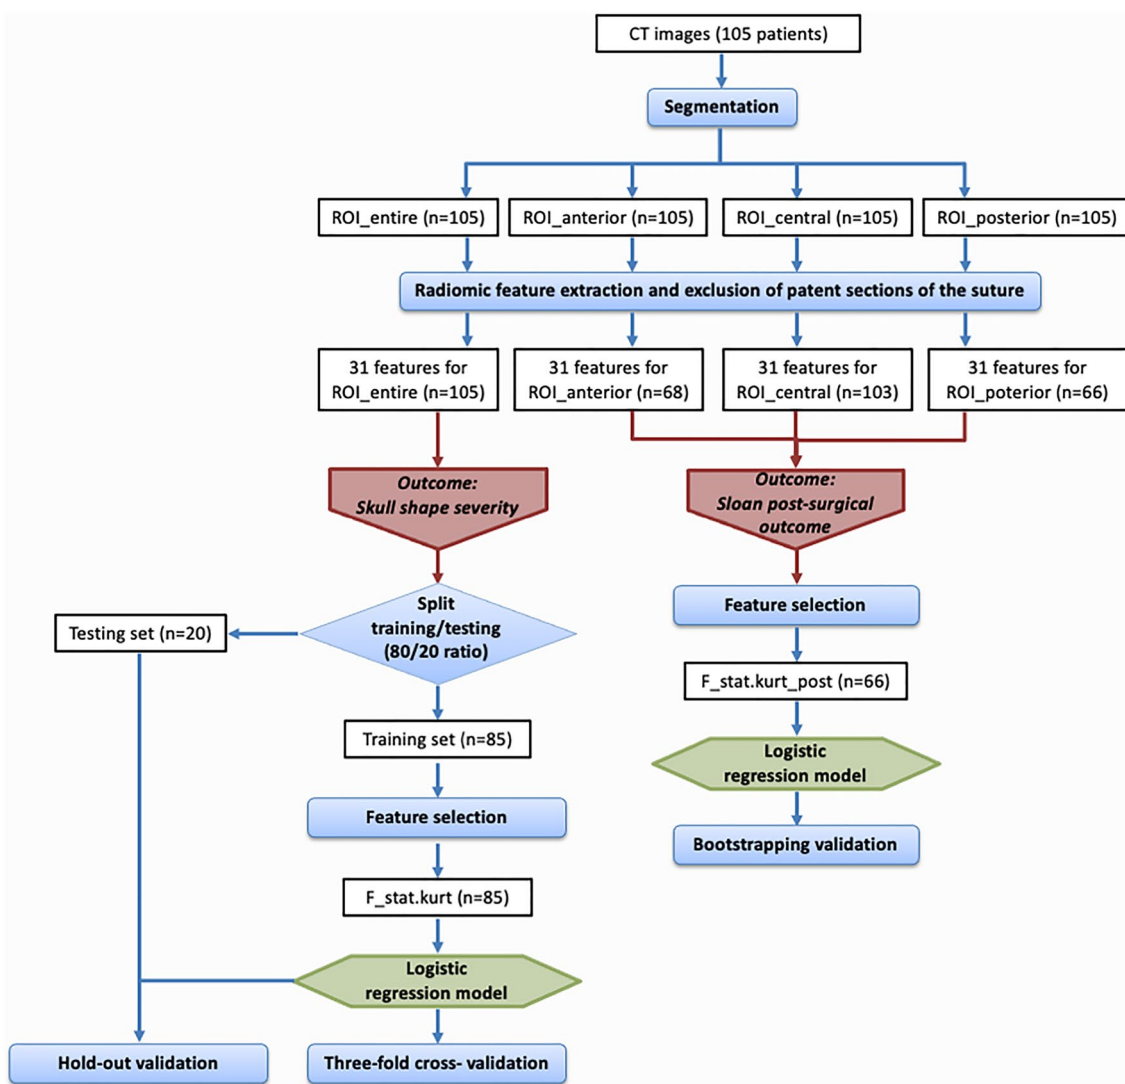 CT images (105 patients)
Segmentation
ROI_entire (n=105)
ROI_anterior (n=105)
ROI_central (n=105)
ROI_posterior (n=105)
Radiomic feature extraction and exclusion of patent sections of the suture
31 features for
ROI_entire (n=105)
31 features for
ROI_anterior (n=68)
31 features for
ROI_central (n=103)
31 features for
ROI_poterior (n=66)
Outcome:
Skull shape severity
Outcome:
Sloan post-surgical
outcome
Split
training/testing
(80/20 ratio)
Testing set (n=20)
Training set (n=85)
Feature selection
F_stat.kurt (n=85)
Logistic
regression model
Hold-out validation
Three-fold cross- validation
Feature selection
F_stat.kurt_post (n=66)
Logistic
regression model
Bootstrapping validation